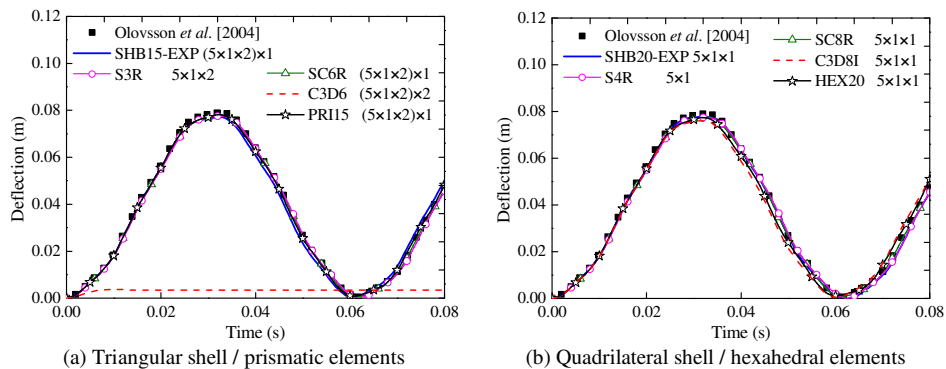 Olovsson et al. [2004]
SHB15-EXP (5×1×2)×1
S3R 5×1×2
SC6R (5×1×2)×1
C3D6 (5×1×2)×2
PRI15 (5×1×2)×1
0.12
0.10
0.08
0.06
0.04
0.02
0.00
Deflection (m)
0.00 0.02 0.04 0.06 0.08
Time (s)
(a) Triangular shell / prismatic elements
Olovsson et al. [2004]
SHB20-EXP 5×1×1
S4R 5×1
SC8R 5×1×1
C3D8I 5×1×1
HEX20 5×1×1
0.12
0.10
0.08
0.06
0.04
0.02
0.00
Deflection (m)
0.00 0.02 0.04 0.06 0.08
Time (s)
(b) Quadrilateral shell / hexahedral elements